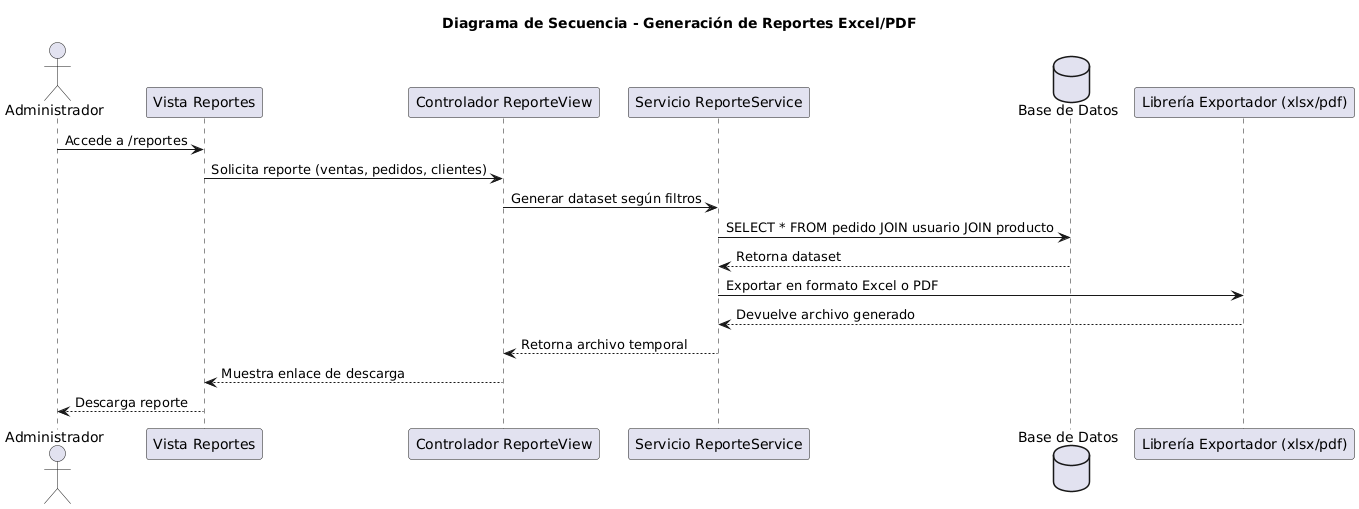 Diagrama de Secuencia - Generación de Reportes Excel/PDF
Administrador
Vista Reportes
Controlador ReporteView
Servicio ReporteService
Base de Datos
Librería Exportador (xlsx/pdf)
Accede a /reportes
Solicita reporte (ventas, pedidos, clientes)
Generar dataset según filtros
SELECT * FROM pedido JOIN usuario JOIN producto
Retorna dataset
Exportar en formato Excel o PDF
Devuelve archivo generado
Retorna archivo temporal
Muestra enlace de descarga
Descarga reporte
Administrador
Vista Reportes
Controlador ReporteView
Servicio ReporteService
Base de Datos
Librería Exportador (xlsx/pdf)